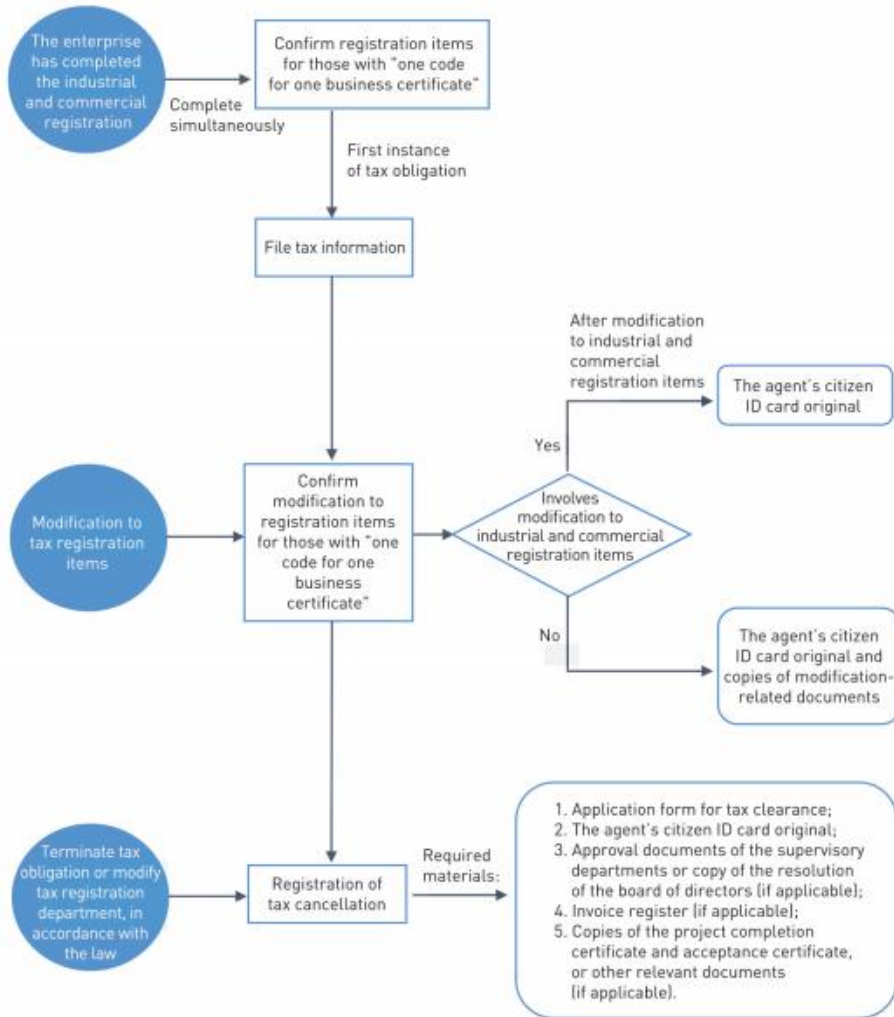 The enterprise
has completed
the industrial
and commercial
registration
Complete
simultaneously
Confirm registration items
for those with "one code
for one business certificate"
First instance
of tax obligation
File tax information
After modification
to industrial and
commercial
registration items
The agent's citizen
ID card original
Yes
Modification to
tax registration
items
Confirm
modification to
registration items
for those with "one
code for one
business
certificate"
Involves
modification to
industrial and commercial
registration items
No
The agent's citizen
ID card original and
copies of modification-
related documents
Terminate tax
obligation or modify
tax registration
department, in
accordance with
the law
Registration of
tax cancellation
Required
materials:
1. Application form for tax clearance;
2. The agent's citizen ID card original;
3. Approval documents of the supervisory
departments or copy of the resolution
of the board of directors (if applicable);
4. Invoice register (if applicable);
5. Copies of the project completion
certificate and acceptance certificate,
or other relevant documents
(if applicable).